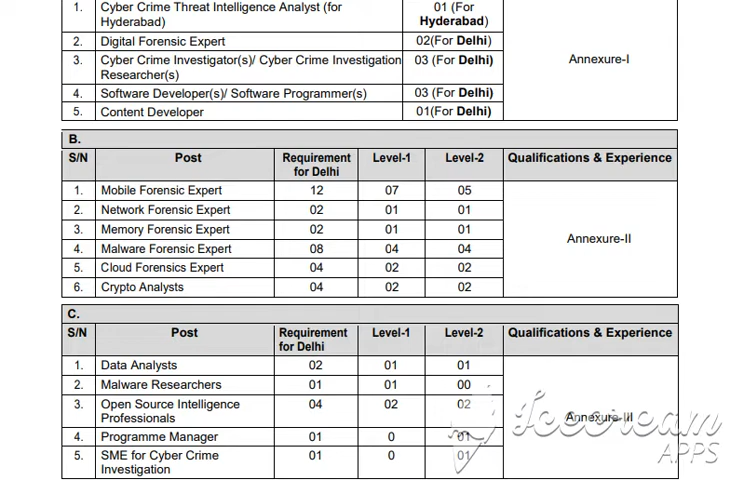 1. Cyber Crime Threat Intelligence Analyst (for 01 (For
Hyderabad) Hyderabad)
2. Digital Forensic Expert 02(For Delhi)
3. Cyber Crime Investigator(s)/ Cyber Crime Investigation 03 (For Delhi) Annexure-I
Researcher(s)
4. Software Developer(s)/ Software Programmer(s) 03 (For Delhi)
5. Content Developer 01(For Delhi)
B.
S/N Post Requirement Level-1 Level-2 Qualifications & Experience
for Delhi
1. Mobile Forensic Expert 12 07 05
2. Network Forensic Expert 02 01 01
3. Memory Forensic Expert 02 01 01
Annexure-II
4. Malware Forensic Expert 08 04 04
5. Cloud Forensics Expert 04 02 02
6. Crypto Analysts 04 02 02
C.
S/N Post Requirement Level-1 Level-2 Qualifications & Experience
for Delhi
1. Data Analysts 02 01 01
2. Malware Researchers 01 01 00
3. Open Source Intelligence 04 02 02
Professionals Annexure-III
4. Programme Manager 01 0 01
5. SME for Cyber Crime 01 0 01
Investigation
Icecream
APPS